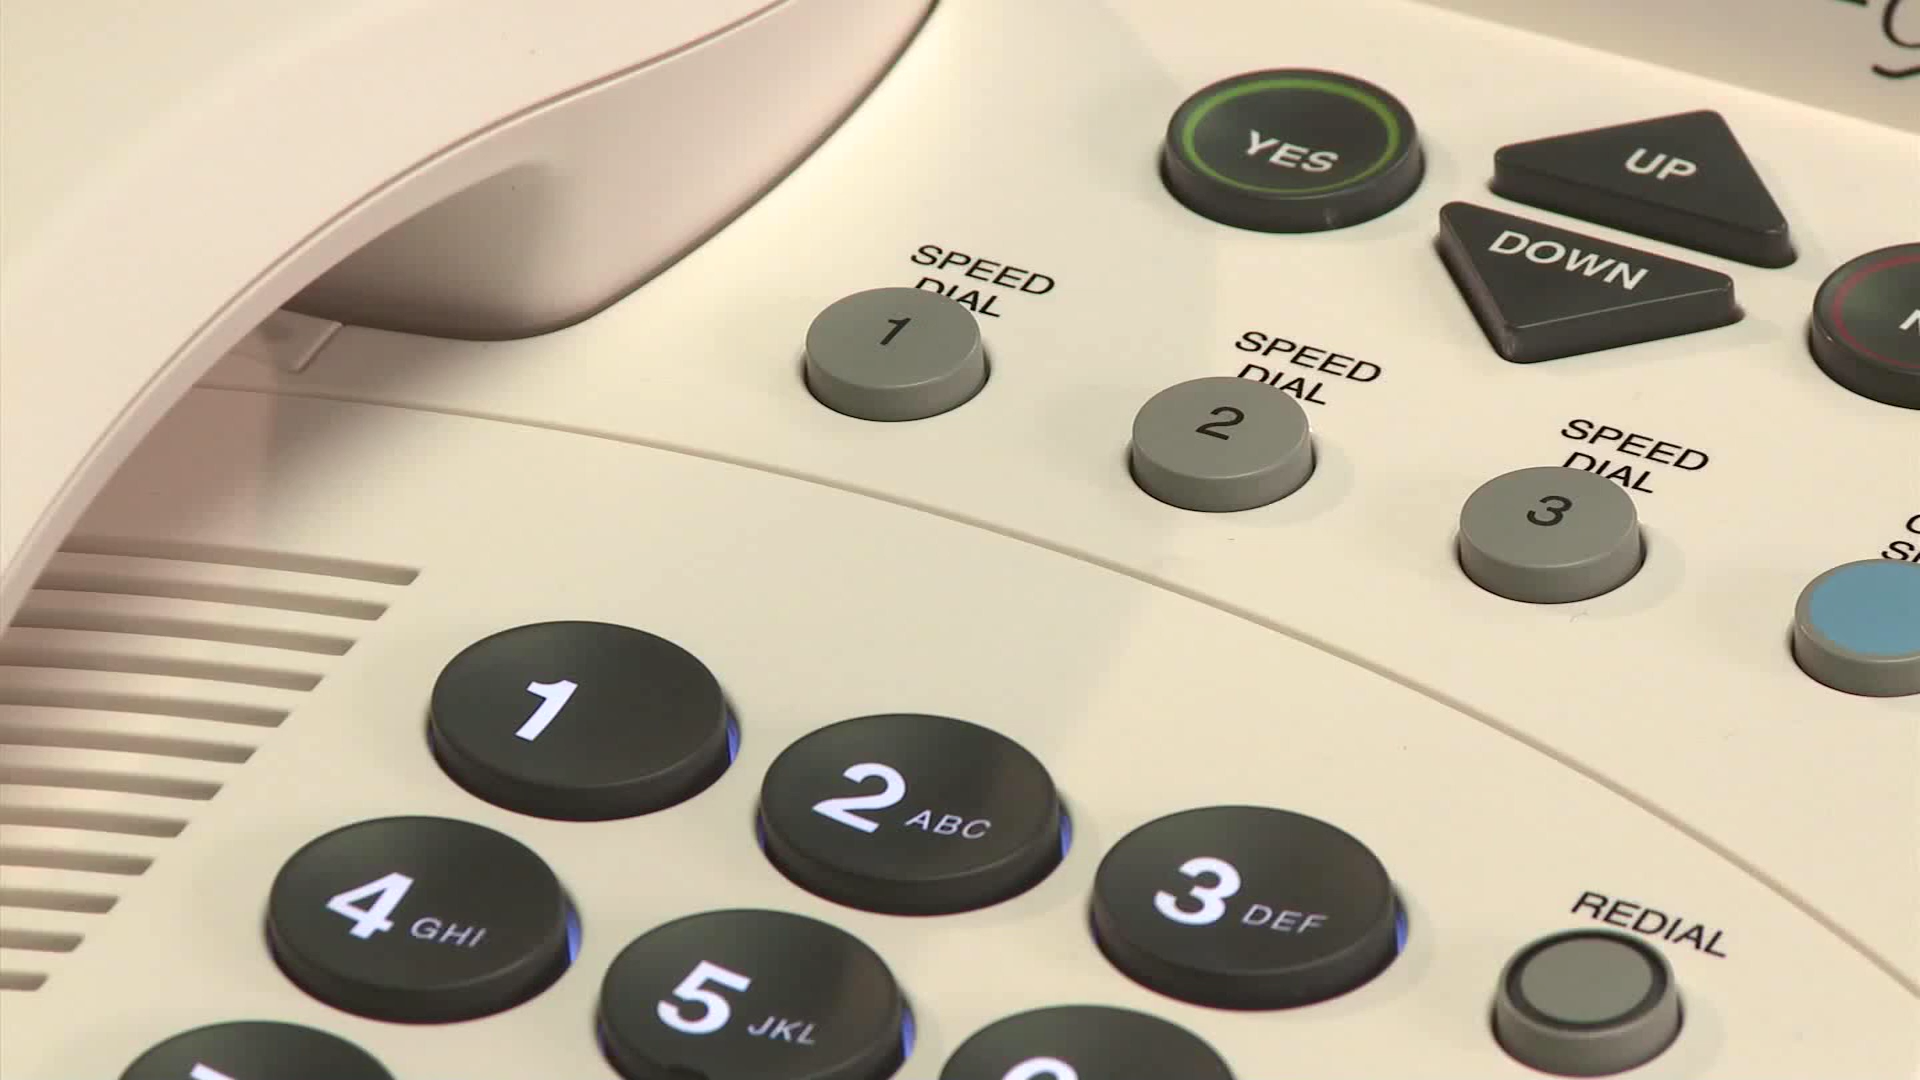 YES
UP
DOWN
SPEED
DIAL
1
SPEED
DIAL
2
SPEED
DIAL
3
1
2 ABC
3 DEF
4 GHI
5 JKL
REDIAL